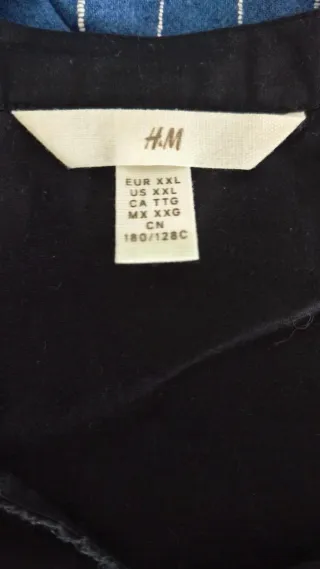 H&M
EUR XXL
US XXL
CA TTG
MX XXG
CN
180/128C